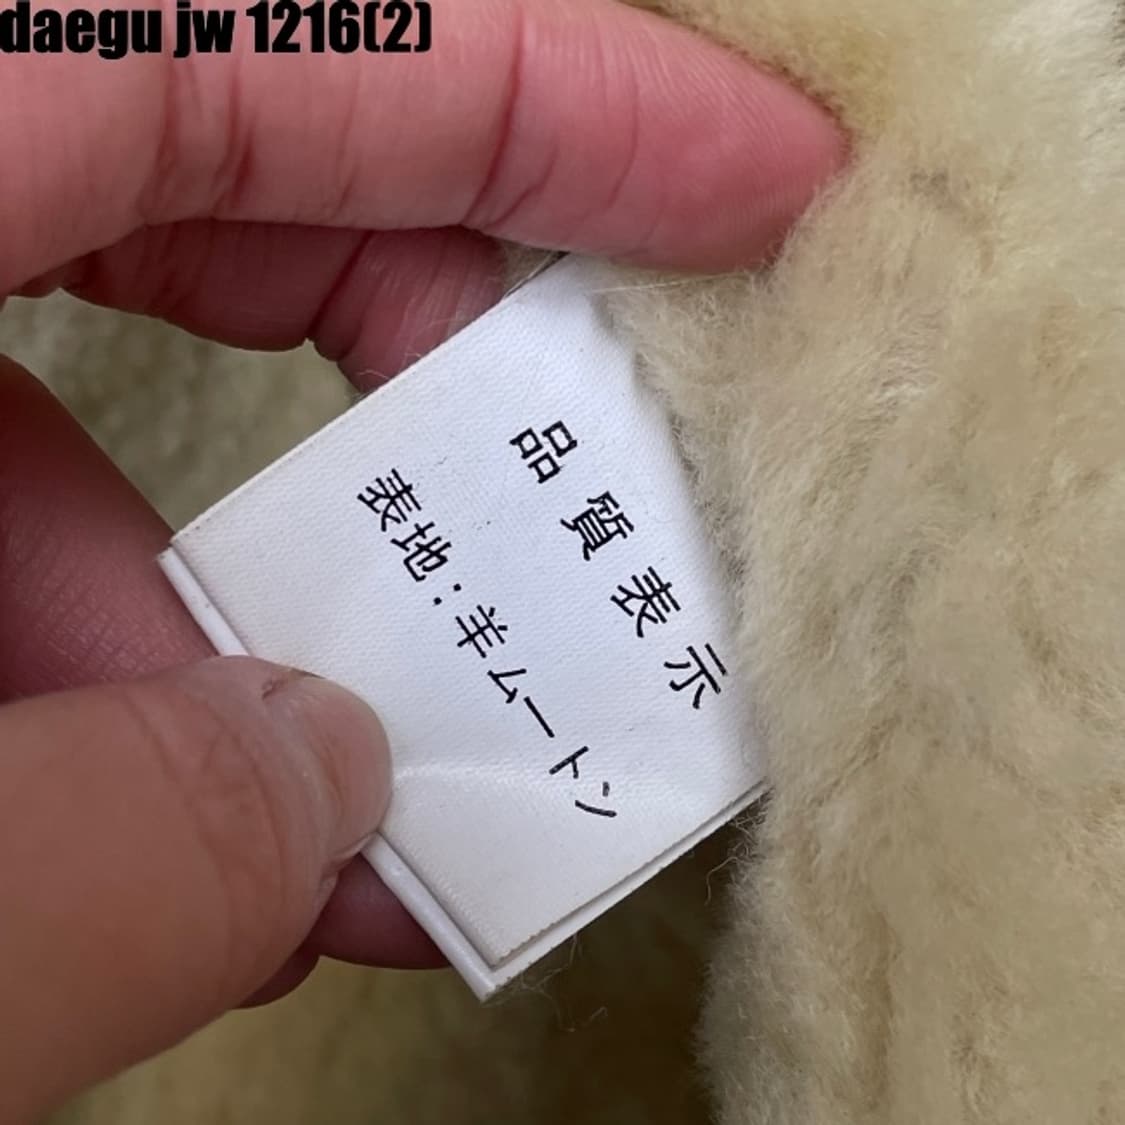 daegu jw 1216(2)
品質表示
表地:羊ムートン